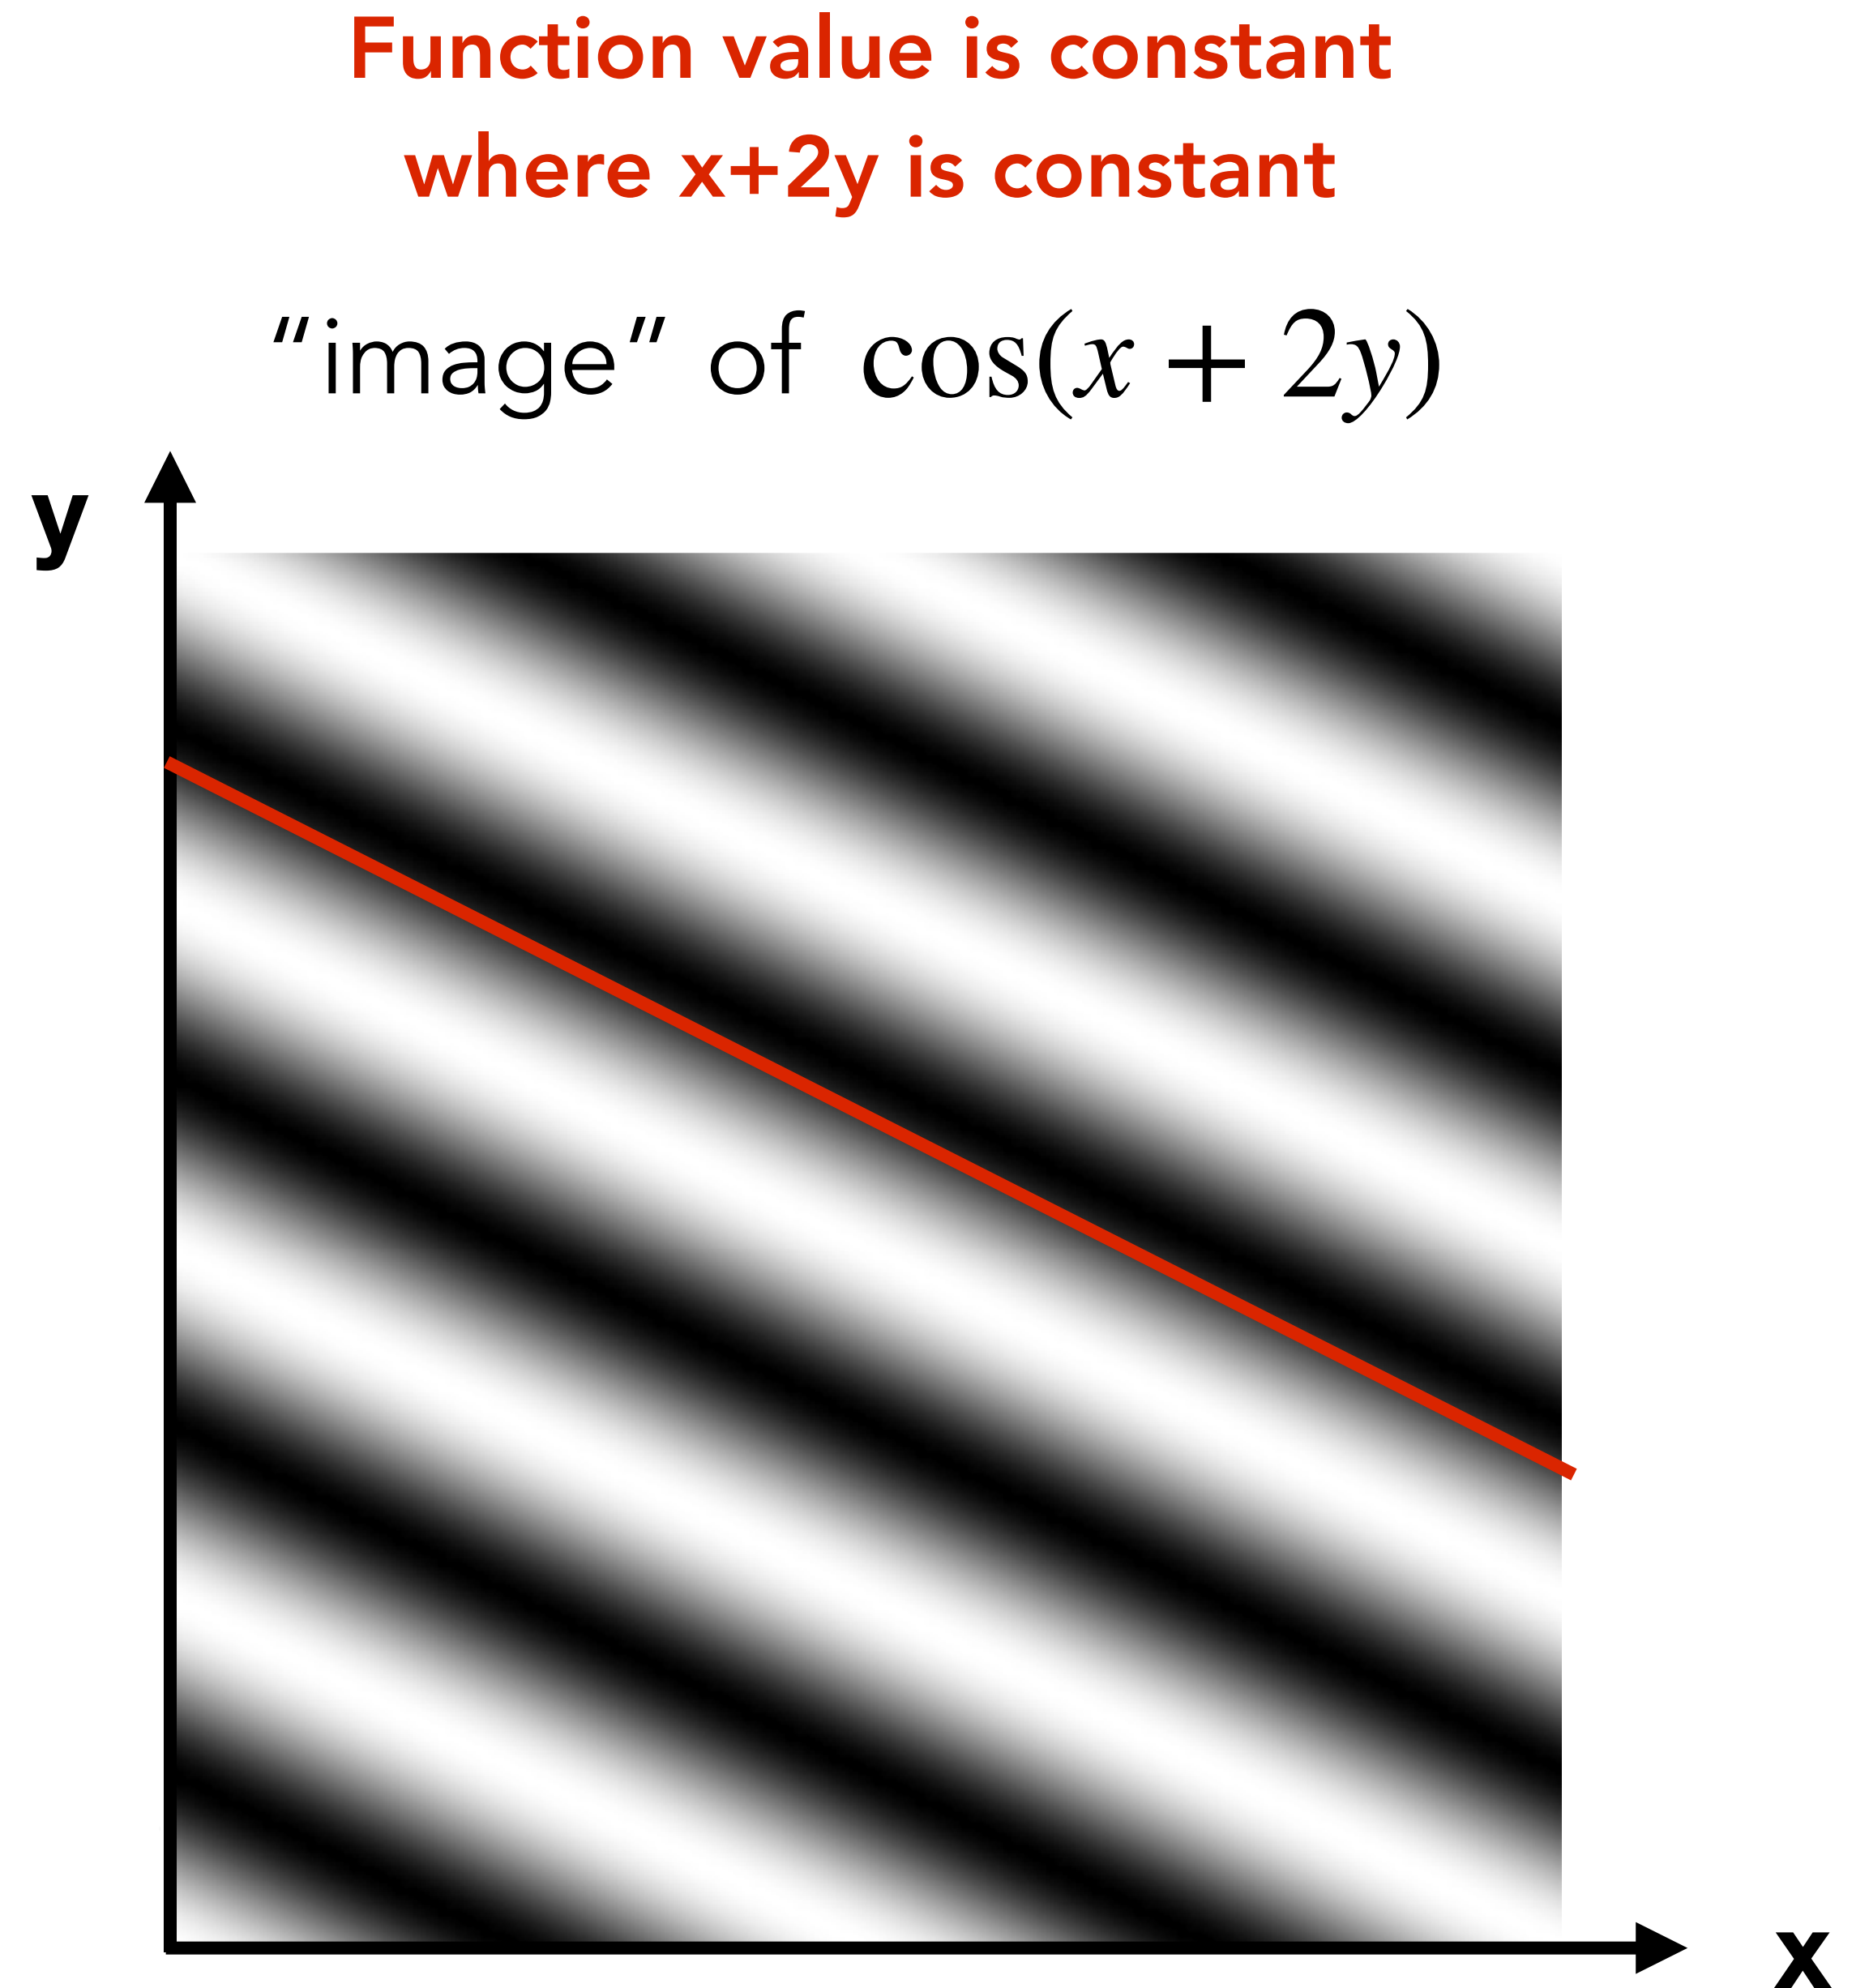 Function value is constant
where x+2y is constant
"image" of cos(x + 2y)
y
x